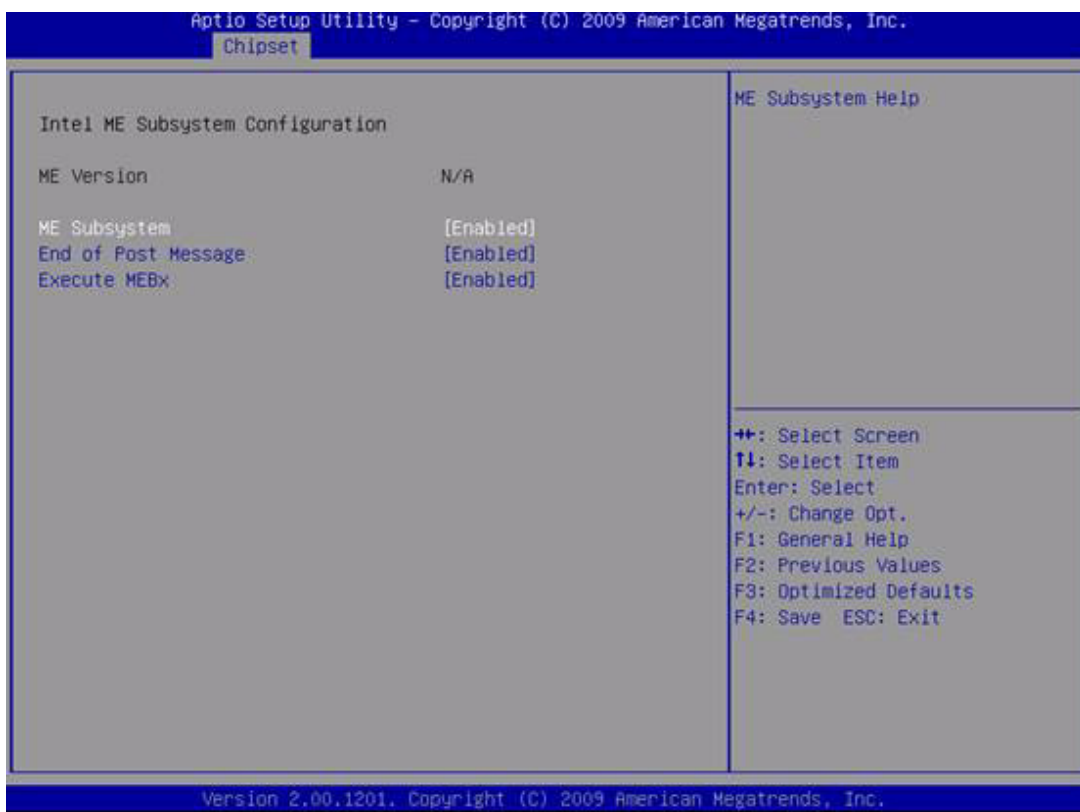 Aptio Setup Utility – Copyright (C) 2009 American Megatrends, Inc.
Chipset
Intel ME Subsystem Configuration
ME Version N/A
ME Subsystem [Enabled]
End of Post Message [Enabled]
Execute MEBx [Enabled]
ME Subsystem Help
→←: Select Screen
↑↓: Select Item
Enter: Select
+/-: Change Opt.
F1: General Help
F2: Previous Values
F3: Optimized Defaults
F4: Save ESC: Exit
Version 2.00.1201. Copyright (C) 2009 American Megatrends, Inc.